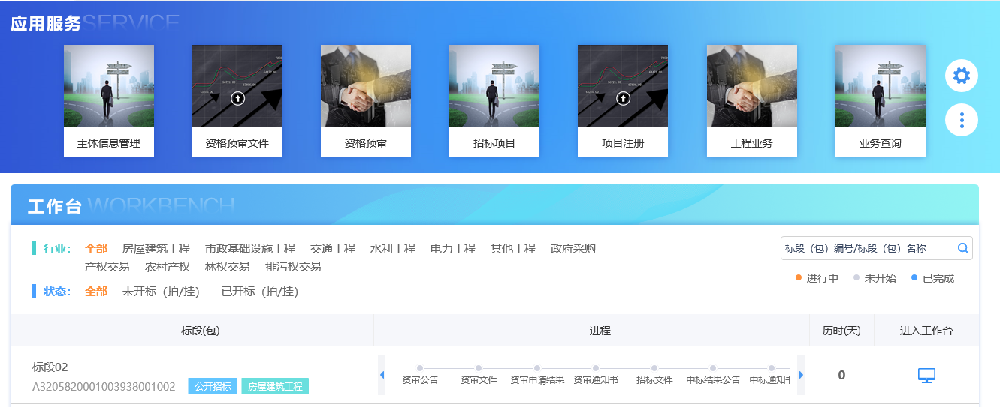 应用服务SERVICE
主体信息管理 资格预审文件 资格预审 招标项目 项目注册 工程业务 业务查询
工作台 WORKBENCH
行业: 全部 房屋建筑工程 市政基础设施工程 交通工程 水利工程 电力工程 其他工程 政府采购
产权交易 农村产权 林权交易 排污权交易
标段（包）编号/标段（包）名称
进行中 未开始 已完成
状态: 全部 未开标（拍/挂） 已开标（拍/挂）
标段(包) 进程 历时(天) 进入工作台
标段02
A3205820001003938001002 公开招标 房屋建筑工程
资审公告 资审文件 资审申请结果 资审通知书 招标文件 中标结果公告 中标通知
0